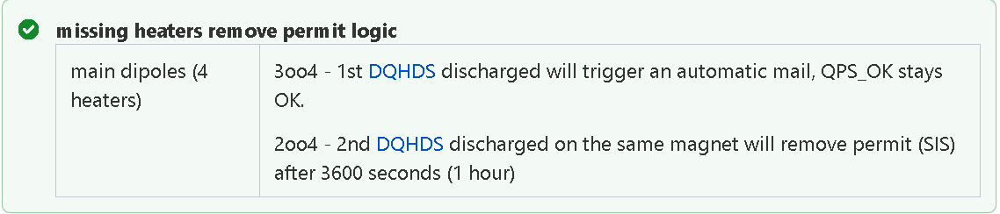 missing heaters remove permit logic
main dipoles (4
heaters)
3oo4 - 1st DQHDS discharged will trigger an automatic mail, QPS_OK stays
OK.
2oo4 - 2nd DQHDS discharged on the same magnet will remove permit (SIS)
after 3600 seconds (1 hour)